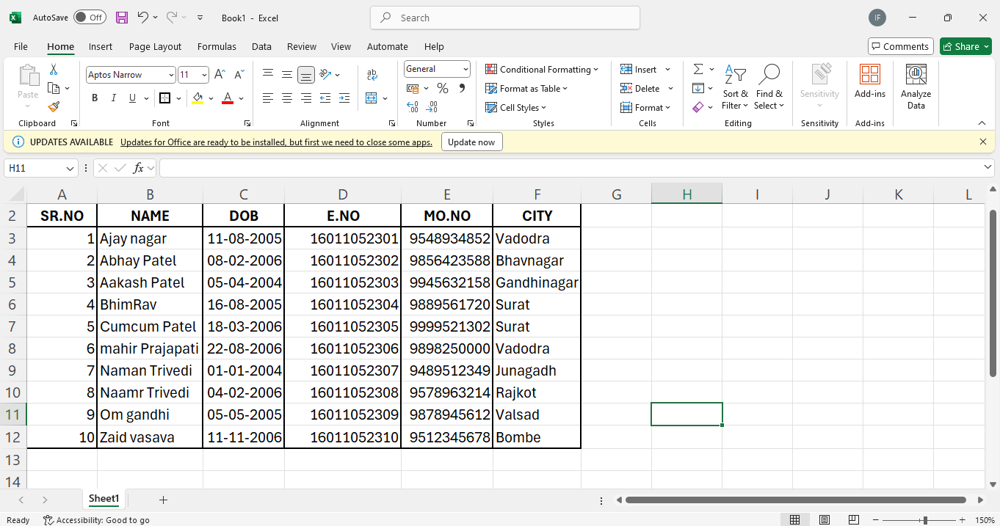 AutoSave Off Book1 - Excel Search IF
File Home Insert Page Layout Formulas Data Review View Automate Help Comments Share
Paste Aptos Narrow 11 General Conditional Formatting Insert Sort & Filter Find & Select Sensitivity Add-ins Analyze Data
Format as Table Delete
B I U Cell Styles Format
Clipboard Font Alignment Number Styles Cells Editing Sensitivity Add-ins
UPDATES AVAILABLE Updates for Office are ready to be installed, but first we need to close some apps. Update now
H11 fx
A B C D E F G H I J K L
2 SR.NO NAME DOB E.NO MO.NO CITY
3 1 Ajay nagar 11-08-2005 16011052301 9548934852 Vadodra
4 2 Abhay Patel 08-02-2006 16011052302 9856423588 Bhavnagar
5 3 Aakash Patel 05-04-2004 16011052303 9945632158 Gandhinagar
6 4 BhimRav 16-08-2005 16011052304 9889561720 Surat
7 5 Cumcum Patel 18-03-2006 16011052305 9999521302 Surat
8 6 mahir Prajapati 22-08-2006 16011052306 9898250000 Vadodra
9 7 Naman Trivedi 01-01-2004 16011052307 9489512349 Junagadh
10 8 Naamr Trivedi 04-02-2006 16011052308 9578963214 Rajkot
11 9 Om gandhi 05-05-2005 16011052309 9878945612 Valsad
12 10 Zaid vasava 11-11-2006 16011052310 9512345678 Bombe
13
14
Sheet1
Ready Accessibility: Good to go 150%